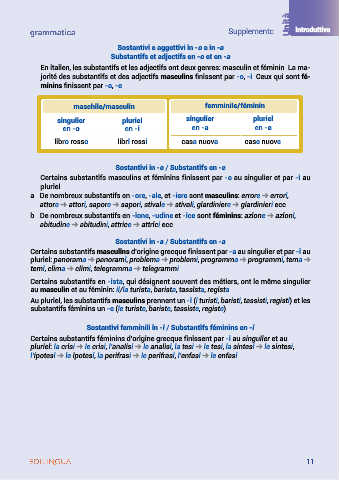 grammatica
Supplemento
Unità
introduttiva
Sostantivi e aggettivi in -o e in -a
Substantifs et adjectifs en -o et en -a
En italien, les substantifs et les adjectifs ont deux genres: masculin et féminin La ma-
jorité des substantifs et des adjectifs masculins finissent par -o, -i Ceux qui sont fé-
minins finissent par -a, -e
maschile/masculin
femminile/féminin
singulier pluriel
en -o en -i
singulier pluriel
en -a en -e
libro rosso libri rossi
casa nuova case nuove
Sostantivi in -e / Substantifs en -e
Certains substantifs masculins et féminins finissent par -e au singulier et par -i au
pluriel
a De nombreux substantifs en -ore, -ale, et -iere sont masculins: errore ➔ errori,
attore ➔ attori, sapore ➔ sapori, stivale ➔ stivali, giardiniere ➔ giardinieri ecc
b De nombreux substantifs en -ione, -udine et -ice sont féminins: azione ➔ azioni,
abitudine ➔ abitudini, attrice ➔ attrici ecc
Sostantivi in -a / Substantifs en -a
Certains substantifs masculins d'origine grecque finissent par -a au singulier et par -i au
pluriel: panorama ➔ panorami, problema ➔ problemi, programma ➔ programmi, tema ➔
temi, clima ➔ climi, telegramma ➔ telegrammi
Certains substantifs en -ista, qui désignent souvent des métiers, ont le même singulier
au masculin et au féminin: il/la turista, barista, tassista, regista
Au pluriel, les substantifs masculins prennent un -i (i turisti, baristi, tassisti, registi) et les
substantifs féminins un -e (le turiste, bariste, tassiste, registe)
Sostantivi femminili in -i / Substantifs féminins en -i
Certains substantifs féminins d'origine grecque finissent par -i au singulier et au
pluriel: la crisi ➔ le crisi, l'analisi ➔ le analisi, la tesi ➔ le tesi, la sintesi ➔ le sintesi,
l'ipotesi ➔ le ipotesi, la perifrasi ➔ le perifrasi, l'enfasi ➔ le enfasi
EDILINGUA
11